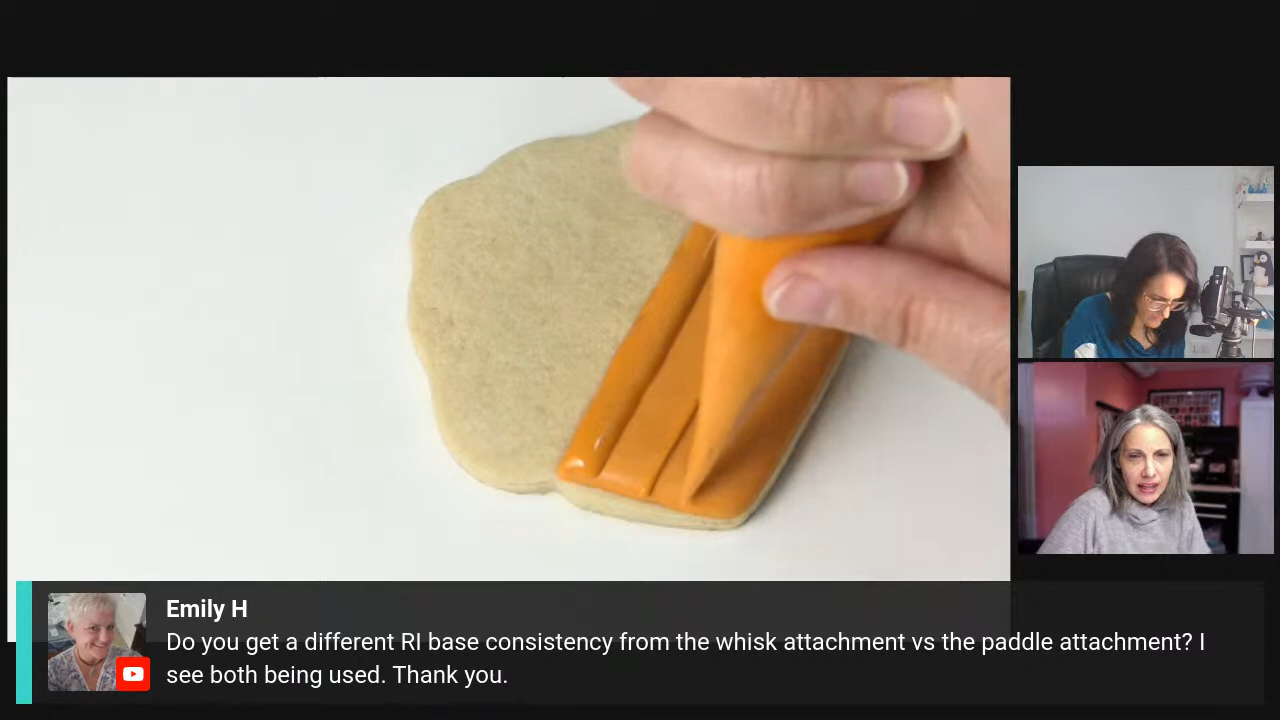 Emily H
Do you get a different RI base consistency from the whisk attachment vs the paddle attachment? I
see both being used. Thank you.